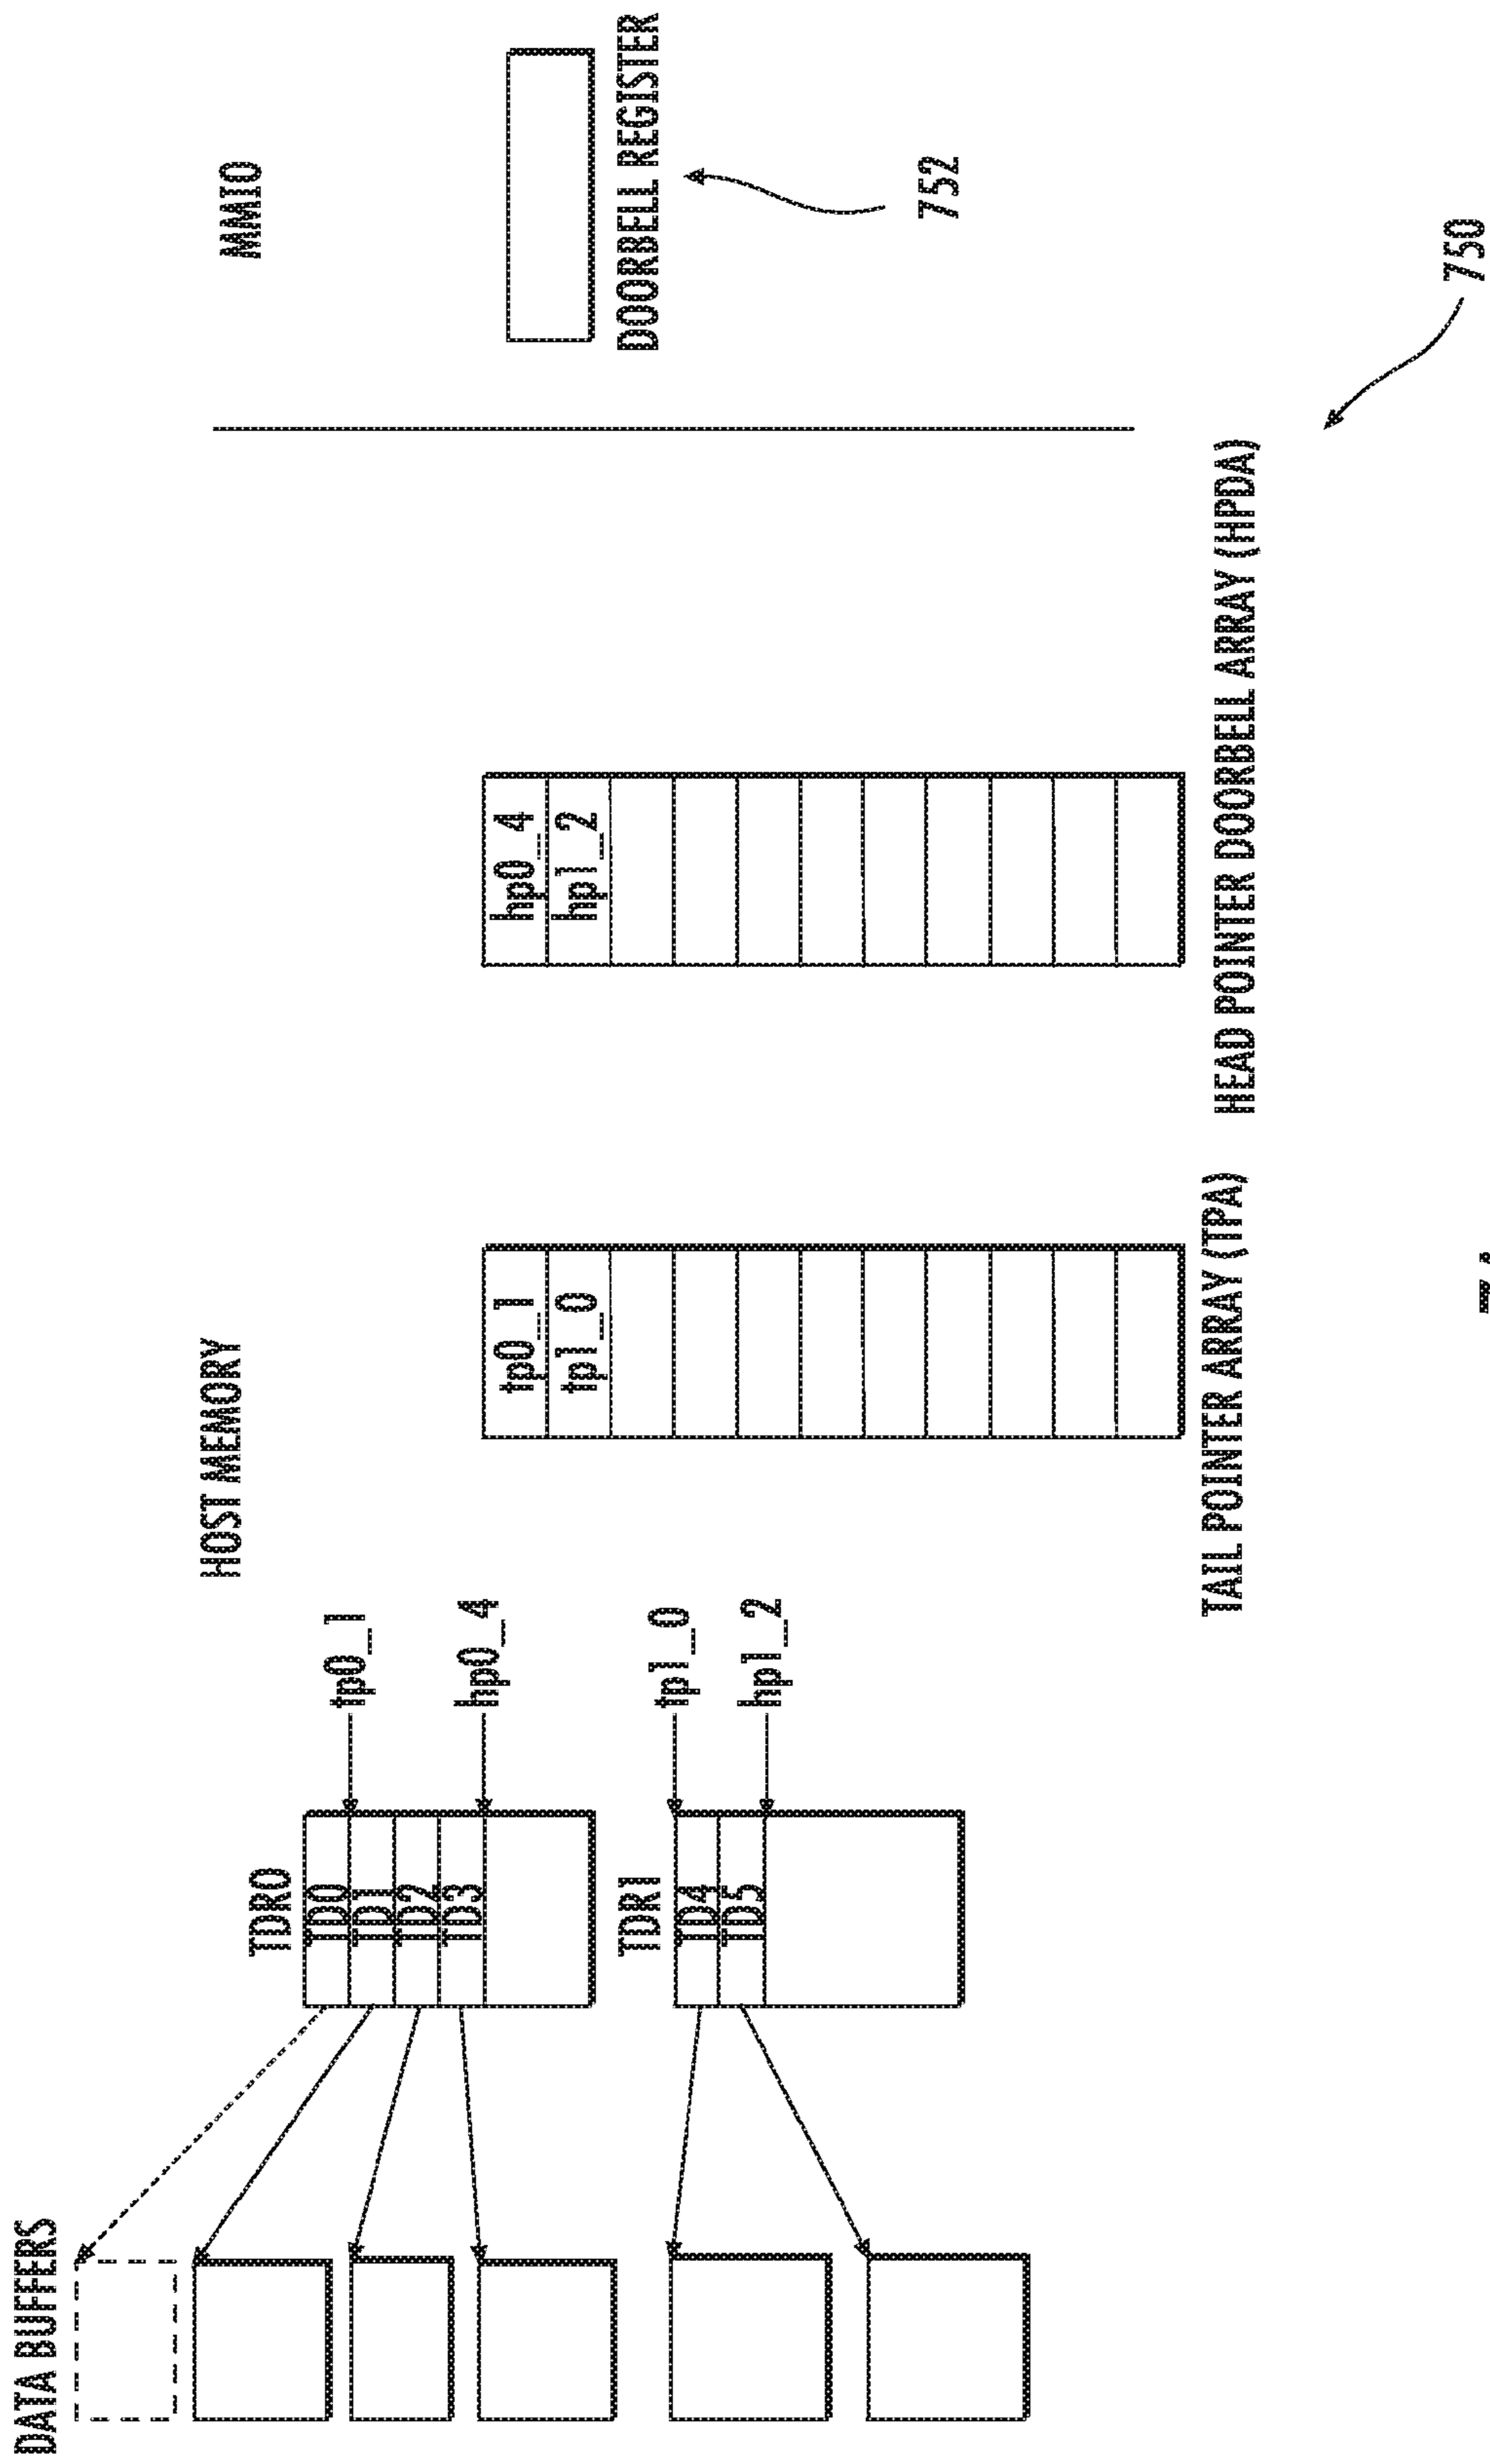 DATA BUFFERS
HOST MEMORY
MMIO
TDR0
TD0
TD1
TD2
TD3
tp0_1
hp0_4
TDR1
TD4
TD5
tp1_0
hp1_2
tp0_1
tp1_0
TAIL POINTER ARRAY (TPA)
hp0_4
hp1_2
HEAD POINTER DOORBELL ARRAY (HPDA)
DOORBELL REGISTER
752
750